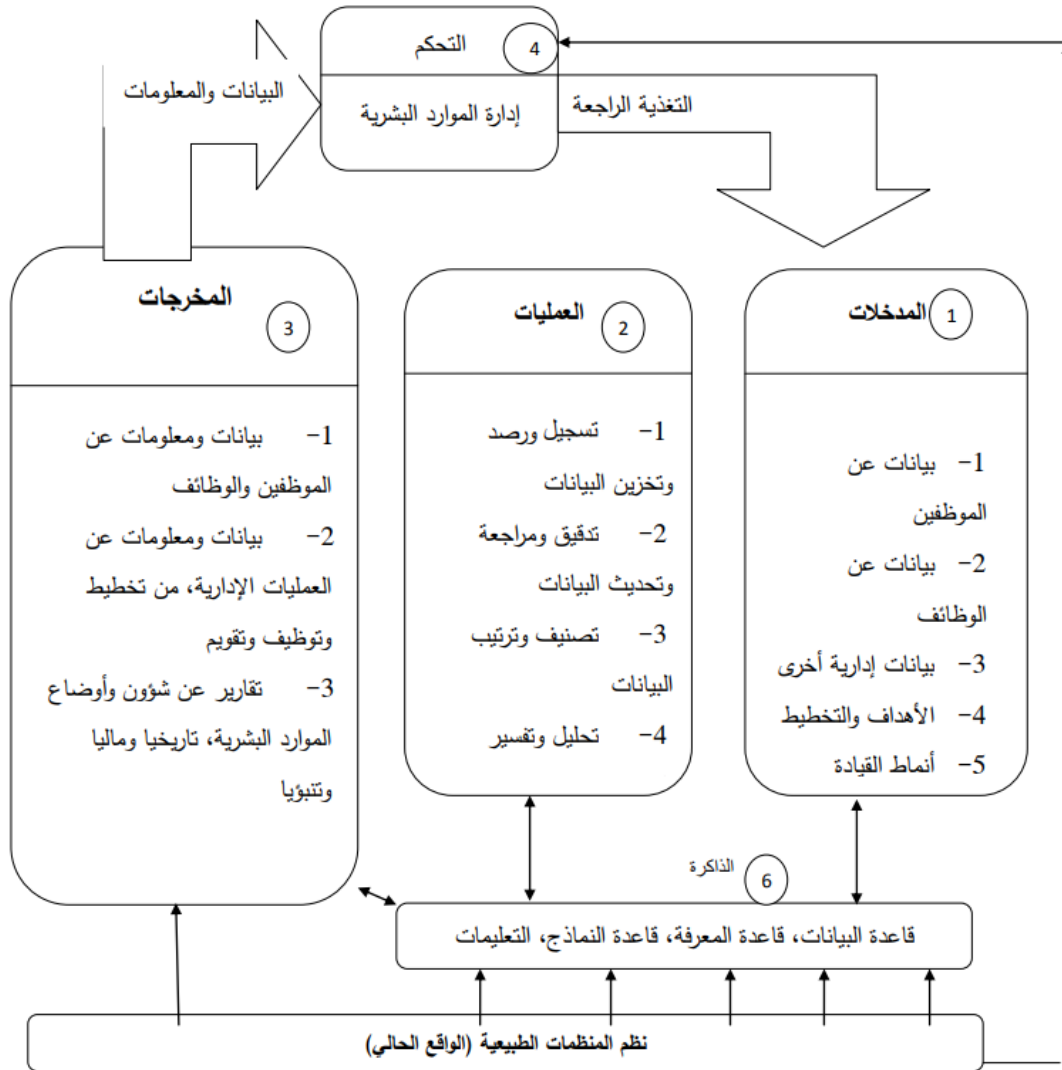 التحكم
4
البيانات والمعلومات
إدارة الموارد البشرية
التغذية الراجعة
المدخلات
1
1- بيانات عن
الموظفين
2- بيانات عن
الوظائف
3- بيانات إدارية أخرى
4- الأهداف والتخطيط
5- أنماط القيادة
العمليات
2
1- تسجيل ورصد
وتخزين البيانات
2- تدقيق ومراجعة
وتحديث البيانات
3- تصنيف وترتيب
البيانات
4- تحليل وتفسير
المخرجات
3
1- بيانات ومعلومات عن
الموظفين والوظائف
2- بيانات ومعلومات عن
العمليات الإدارية، من تخطيط
وتوظيف وتقويم
3- تقارير عن شؤون وأوضاع
الموارد البشرية، تاريخيا وماليا
وتنبؤيا
الذاكرة
6
قاعدة البيانات، قاعدة المعرفة، قاعدة النماذج، التعليمات
نظم المنظمات الطبيعية (الواقع الحالي)